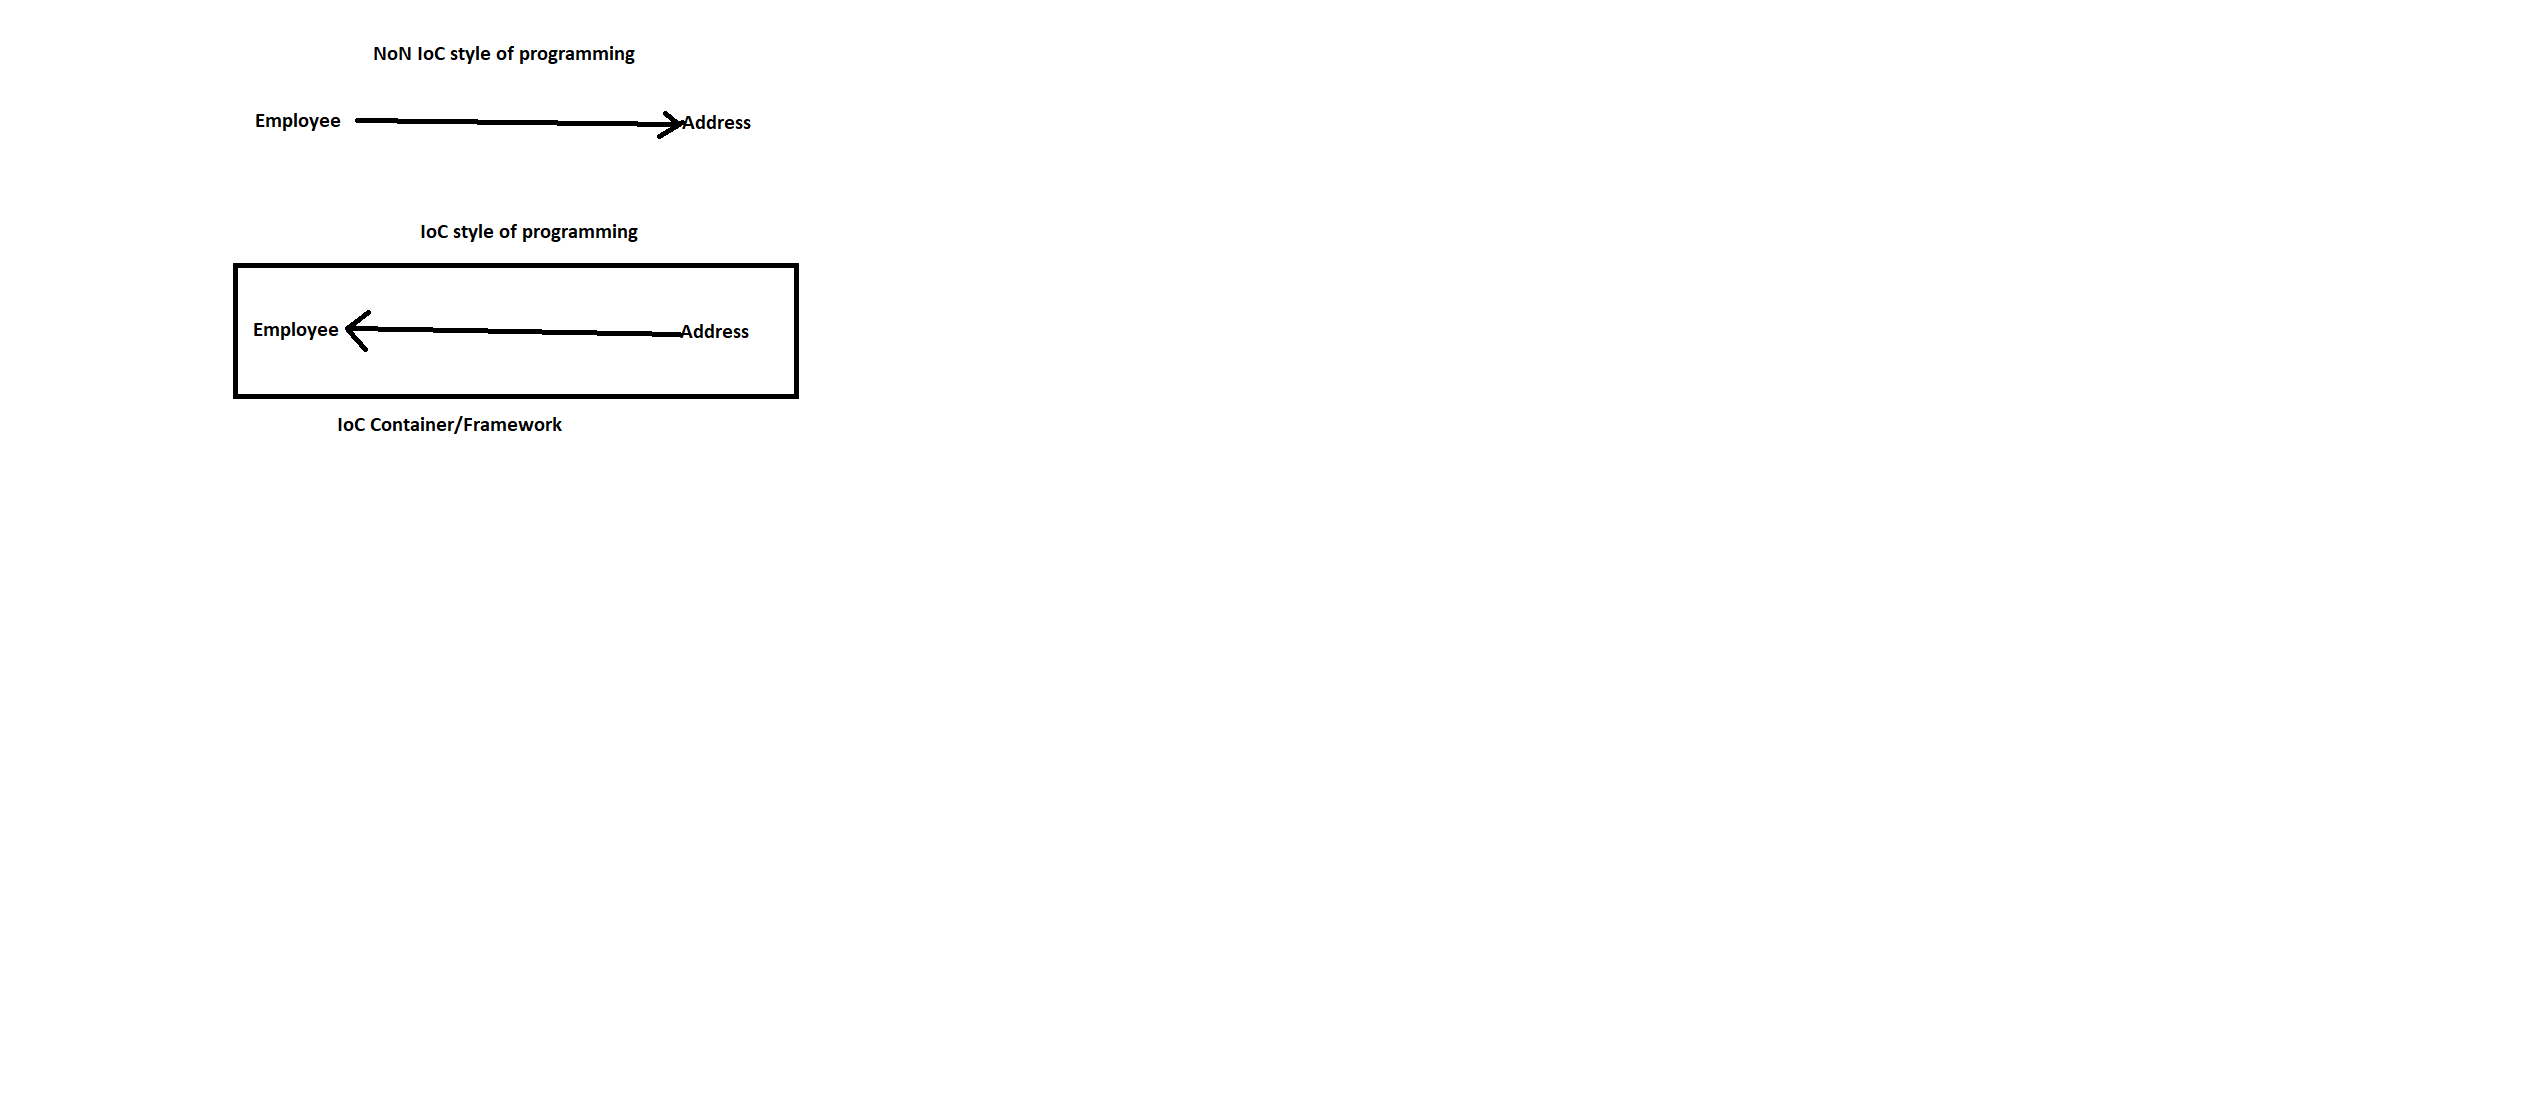 NoN IoC style of programming
Employee Address
IoC style of programming
Employee Address
IoC Container/Framework